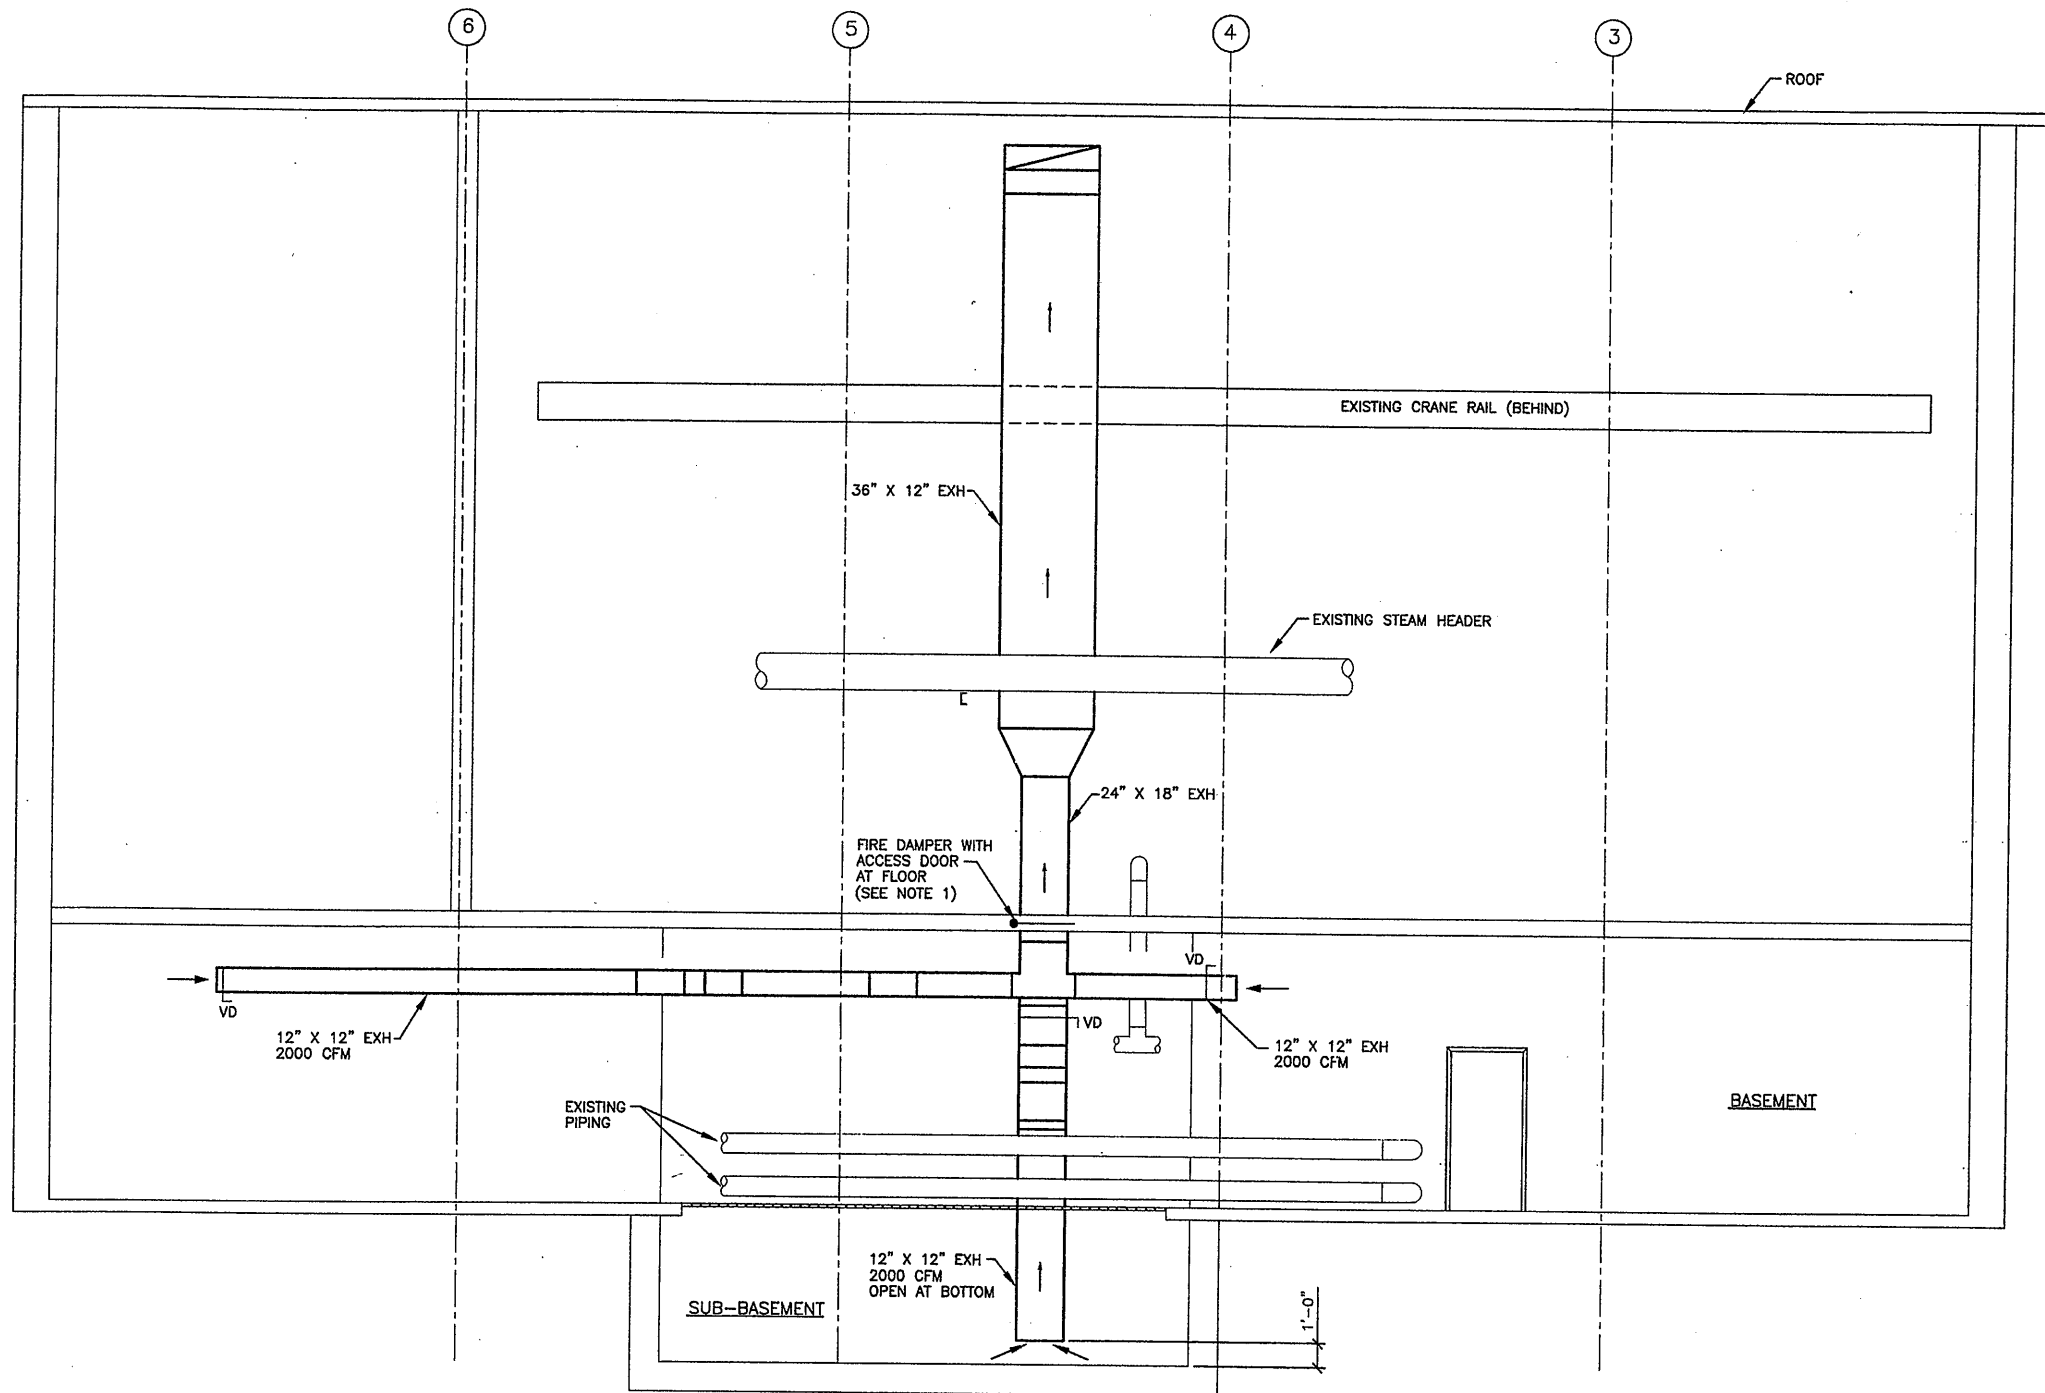 6
5
4
3
ROOF
EXISTING CRANE RAIL (BEHIND)
36" X 12" EXH
EXISTING STEAM HEADER
E
24" X 18" EXH
FIRE DAMPER WITH
ACCESS DOOR
AT FLOOR
(SEE NOTE 1)
VD
VD
VD
12" X 12" EXH
2000 CFM
12" X 12" EXH
2000 CFM
EXISTING
PIPING
BASEMENT
12" X 12" EXH
2000 CFM
OPEN AT BOTTOM
SUB-BASEMENT
1'-0"